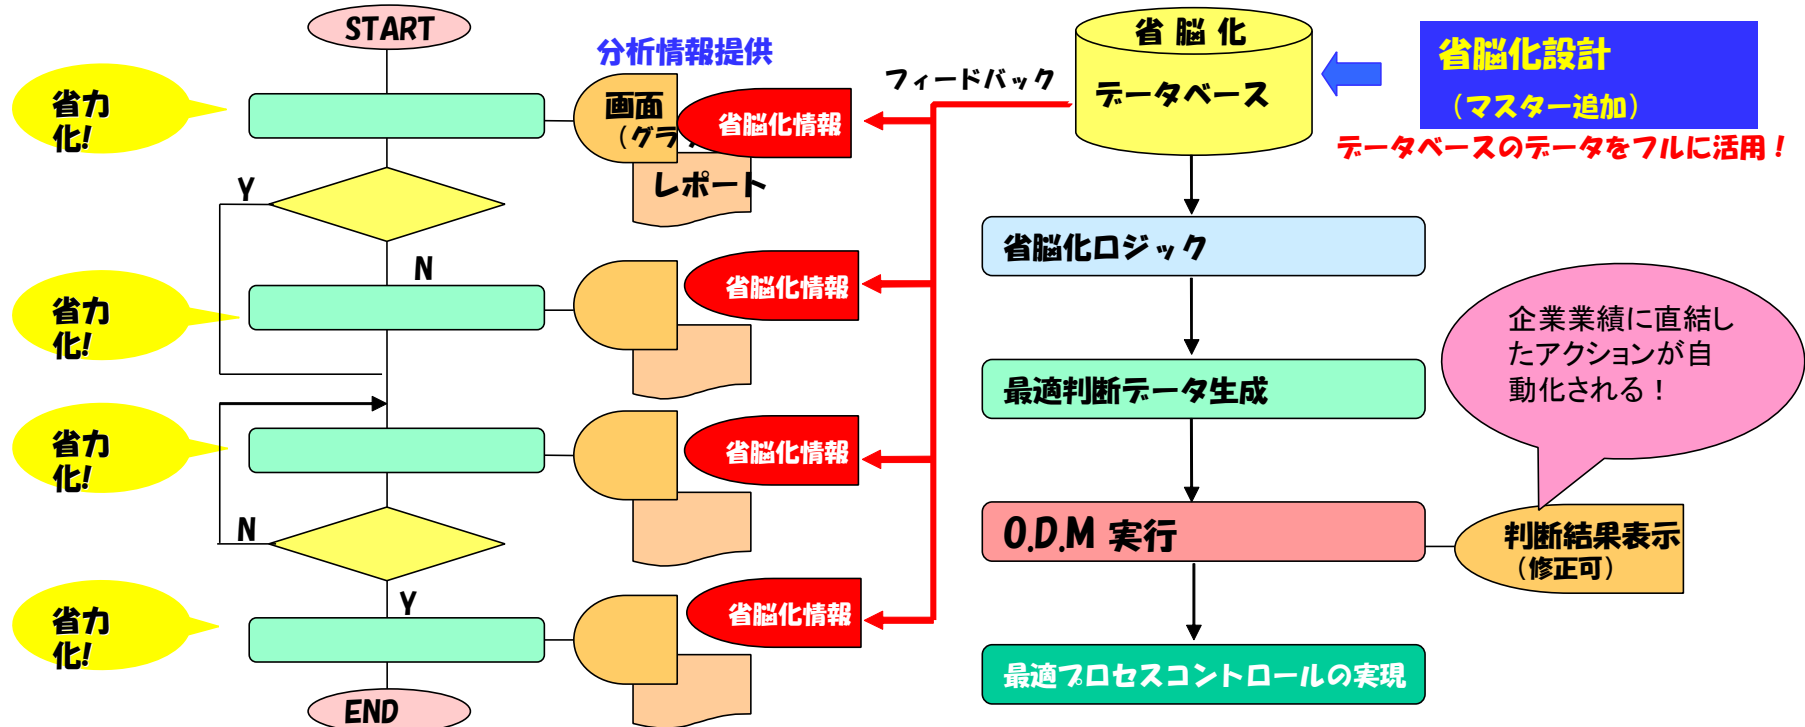 START
分析情報提供
省力
化!
画面
(グラフ
省脳化情報
レポート
Y
N
省力
化!
省脳化情報
省力
化!
省脳化情報
N
Y
省力
化!
省脳化情報
END
フィードバック
省脳化
データベース
省脳化設計
(マスター追加)
データベースのデータをフルに活用!
省脳化ロジック
最適判断データ生成
企業業績に直結し
たアクションが自
動化される!
O.D.M 実行
判断結果表示
(修正可)
最適プロセスコントロールの実現